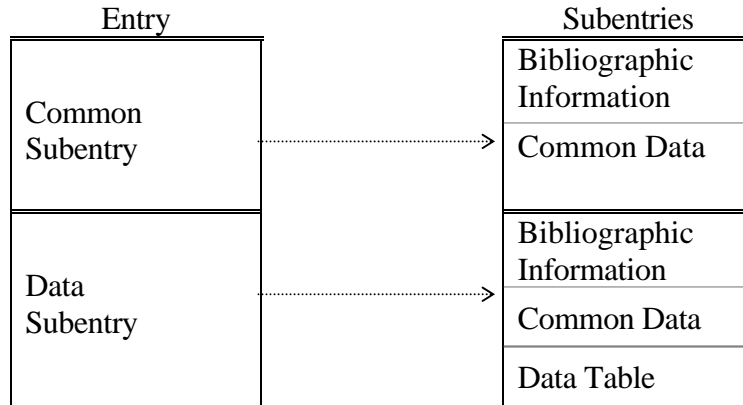 Entry
Subentries
Common
Subentry
Bibliographic
Information
Common Data
Data
Subentry
Bibliographic
Information
Common Data
Data Table